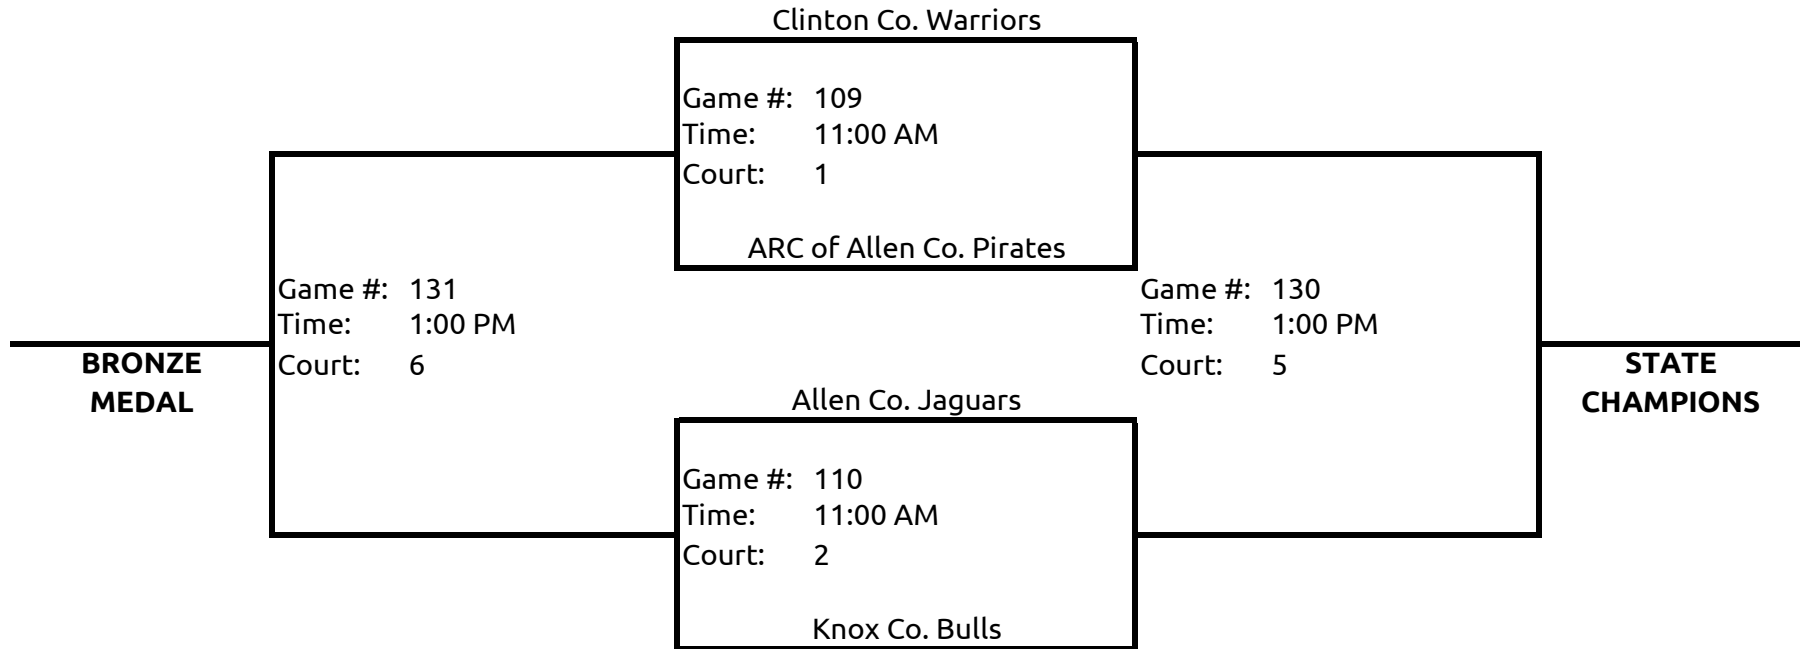 Clinton Co. Warriors
Game #: 109
Time: 11:00 AM
Court: 1
ARC of Allen Co. Pirates
Game #: 131
Time: 1:00 PM
Court: 6
BRONZE
MEDAL
Game #: 130
Time: 1:00 PM
Court: 5
STATE
CHAMPIONS
Allen Co. Jaguars
Game #: 110
Time: 11:00 AM
Court: 2
Knox Co. Bulls